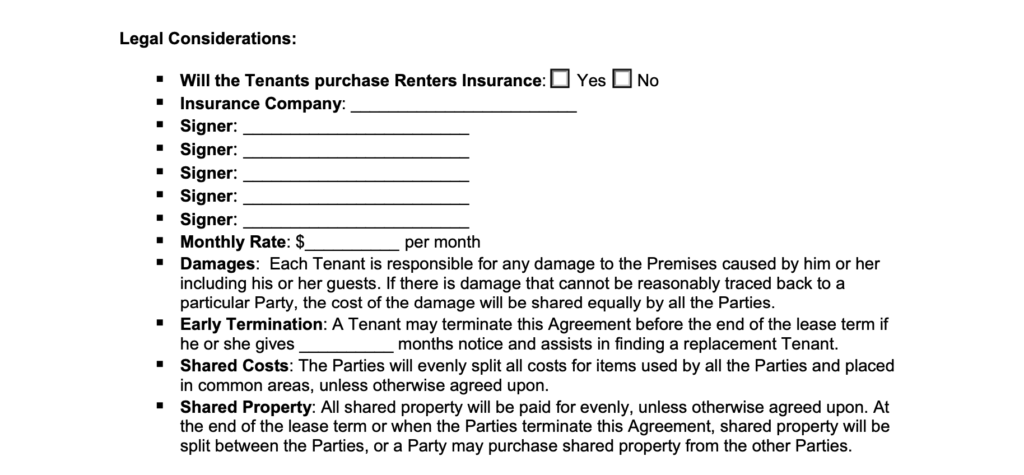 Legal Considerations:
▪ Will the Tenants purchase Renters Insurance: ☐ Yes ☐ No
▪ Insurance Company: _________________________
▪ Signer: _________________________
▪ Signer: _________________________
▪ Signer: _________________________
▪ Signer: _________________________
▪ Signer: _________________________
▪ Monthly Rate: $__________ per month
▪ Damages: Each Tenant is responsible for any damage to the Premises caused by him or her
including his or her guests. If there is damage that cannot be reasonably traced back to a
particular Party, the cost of the damage will be shared equally by all the Parties.
▪ Early Termination: A Tenant may terminate this Agreement before the end of the lease term if
he or she gives __________ months notice and assists in finding a replacement Tenant.
▪ Shared Costs: The Parties will evenly split all costs for items used by all the Parties and placed
in common areas, unless otherwise agreed upon.
▪ Shared Property: All shared property will be paid for evenly, unless otherwise agreed upon. At
the end of the lease term or when the Parties terminate this Agreement, shared property will be
split between the Parties, or a Party may purchase shared property from the other Parties.